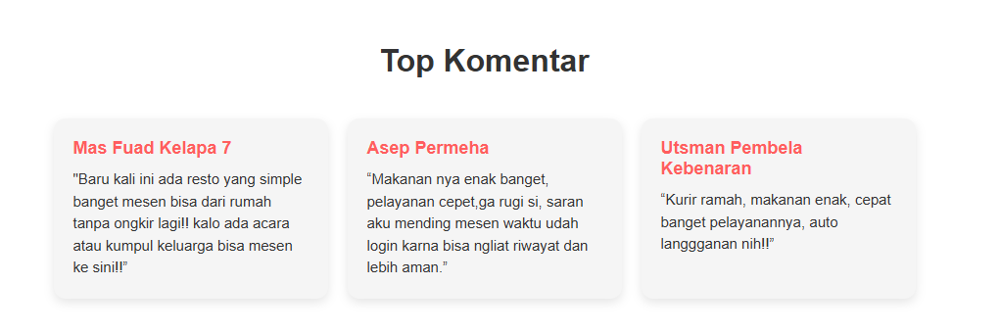 Top Komentar
Mas Fuad Kelapa 7
"Baru kali ini ada resto yang simple
banget mesen bisa dari rumah
tanpa ongkir lagi!! kalo ada acara
atau kumpul keluarga bisa mesen
ke sini!!”
Asep Permeha
“Makanan nya enak banget,
pelayanan cepet,ga rugi si, saran
aku mending mesen waktu udah
login karna bisa ngliat riwayat dan
lebih aman.”
Utsman Pembela
Kebenaran
“Kurir ramah, makanan enak, cepat
banget pelayanannya, auto
langgganan nih!!”